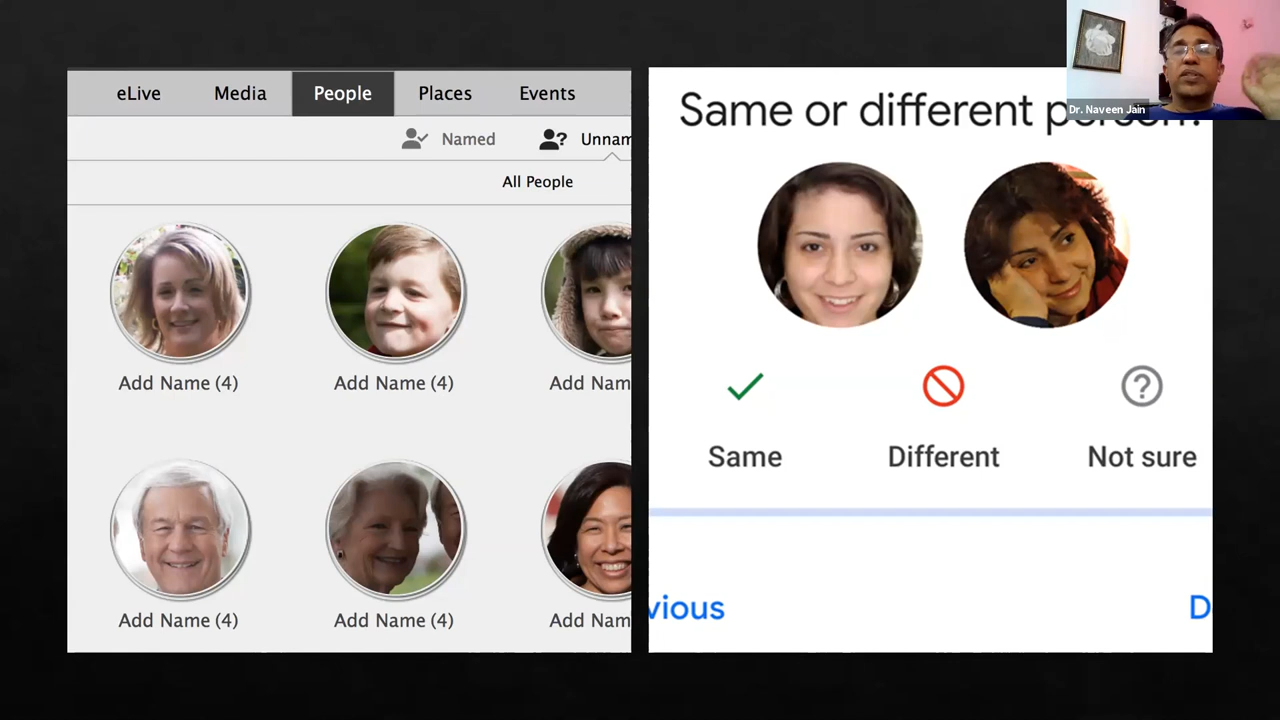 eLive Media People Places Events
Named Unnam
All People
Add Name (4) Add Name (4) Add Nam
Add Name (4) Add Name (4) Add Nam
Same or different person?
Same Different Not sure
vious D
Dr. Naveen Jain